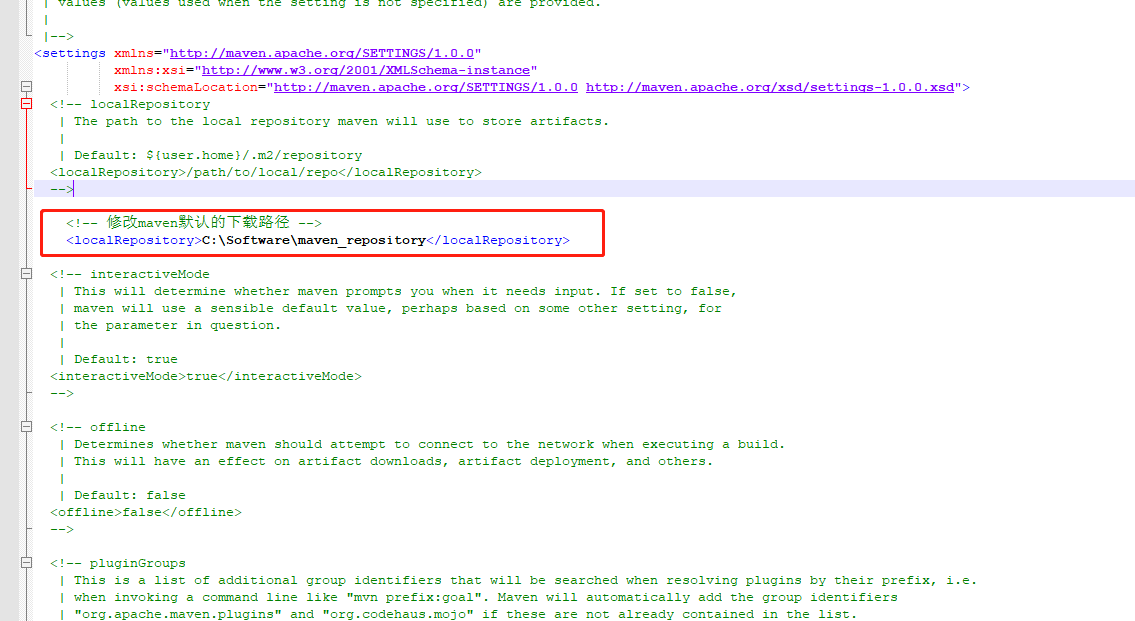 | values (values used when the setting is not specified) are provided.
|
|-->
<settings xmlns="http://maven.apache.org/SETTINGS/1.0.0"
xmlns:xsi="http://www.w3.org/2001/XMLSchema-instance"
xsi:schemaLocation="http://maven.apache.org/SETTINGS/1.0.0 http://maven.apache.org/xsd/settings-1.0.0.xsd">
<!-- localRepository
| The path to the local repository maven will use to store artifacts.
|
| Default: ${user.home}/.m2/repository
<localRepository>/path/to/local/repo</localRepository>
-->
<!-- 修改maven默认的下载路径 -->
<localRepository>C:\Software\maven_repository</localRepository>
<!-- interactiveMode
| This will determine whether maven prompts you when it needs input. If set to false,
| maven will use a sensible default value, perhaps based on some other setting, for
| the parameter in question.
|
| Default: true
<interactiveMode>true</interactiveMode>
-->
<!-- offline
| Determines whether maven should attempt to connect to the network when executing a build.
| This will have an effect on artifact downloads, artifact deployment, and others.
|
| Default: false
<offline>false</offline>
-->
<!-- pluginGroups
| This is a list of additional group identifiers that will be searched when resolving plugins by their prefix, i.e.
| when invoking a command line like "mvn prefix:goal". Maven will automatically add the group identifiers
| "org.apache.maven.plugins" and "org.codehaus.mojo" if these are not already contained in the list.